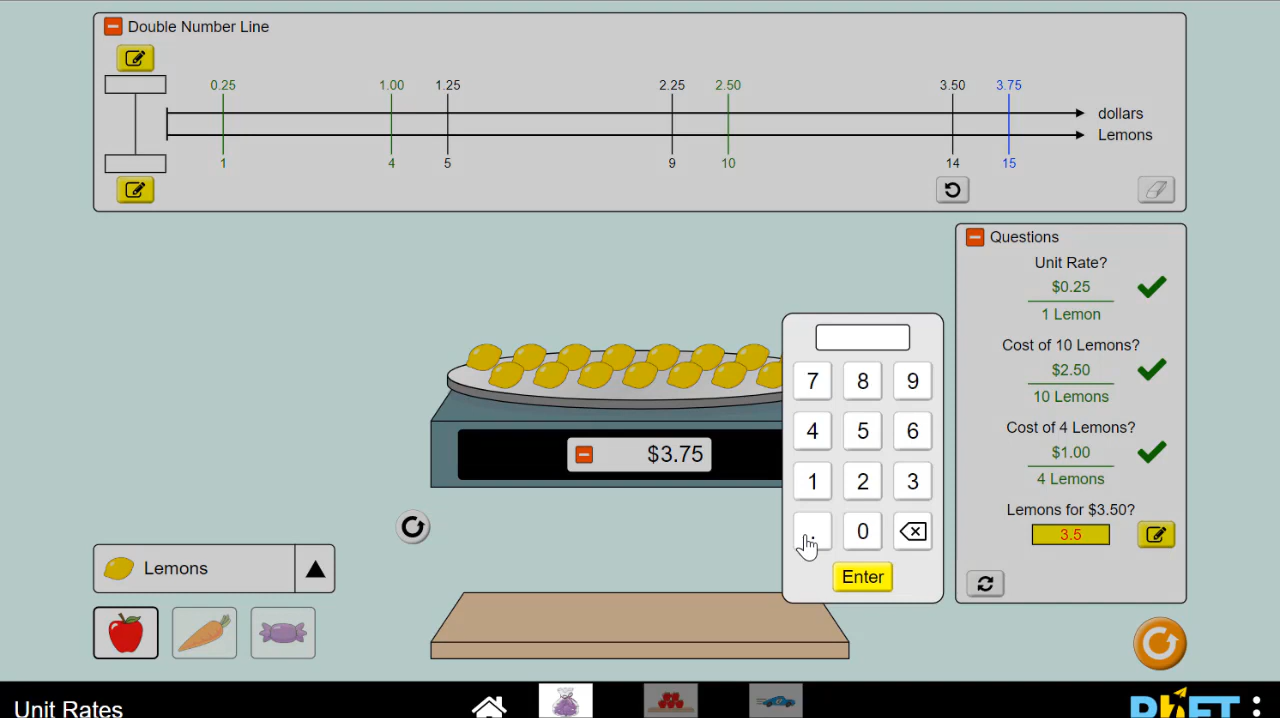 Double Number Line
0.25 1.00 1.25 2.25 2.50 3.50 3.75
dollars
Lemons
1 4 5 9 10 14 15
Questions
Unit Rate?
$0.25
1 Lemon
Cost of 10 Lemons?
$2.50
10 Lemons
Cost of 4 Lemons?
$1.00
4 Lemons
Lemons for $3.50?
3.5
7 8 9
4 5 6
1 2 3
. 0
Enter
$3.75
Lemons
Unit Rates
PhET